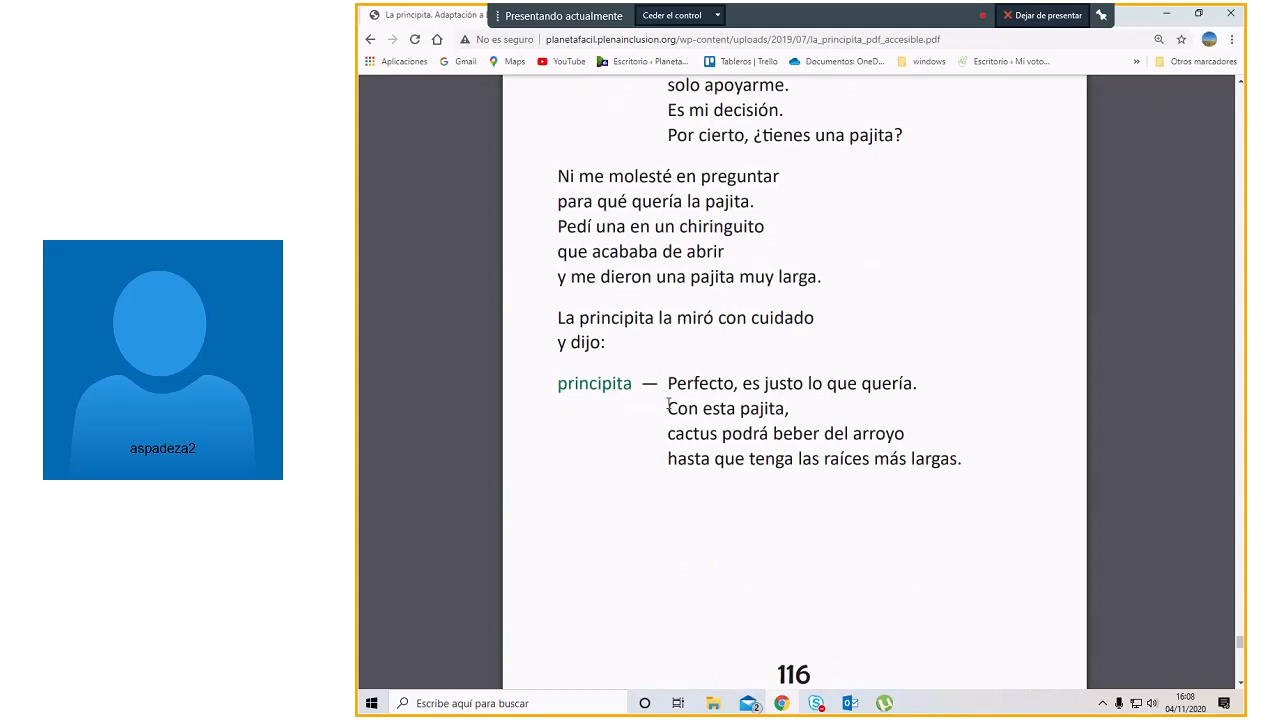 La principita. Adaptación a
Presentando actualmente
Ceder el control
Dejar de presentar
No es seguro
planetafacil.plenainclusion.org/wp-content/uploads/2019/07/la_principita_pdf_accesible.pdf
Aplicaciones
Gmail
Maps
YouTube
Escritorio ‹ Planeta...
Tableros | Trello
Documentos: OneD...
windows
Escritorio ‹ Mi voto...
»
Otros marcadores
solo apoyarme.
Es mi decisión.
Por cierto, ¿tienes una pajita?
Ni me molesté en preguntar
para qué quería la pajita.
Pedí una en un chiringuito
que acababa de abrir
y me dieron una pajita muy larga.
La principita la miró con cuidado
y dijo:
principita — Perfecto, es justo lo que quería.
Con esta pajita,
cactus podrá beber del arroyo
hasta que tenga las raíces más largas.
116
aspadeza2
Escribe aquí para buscar
2
16:08
04/11/2020